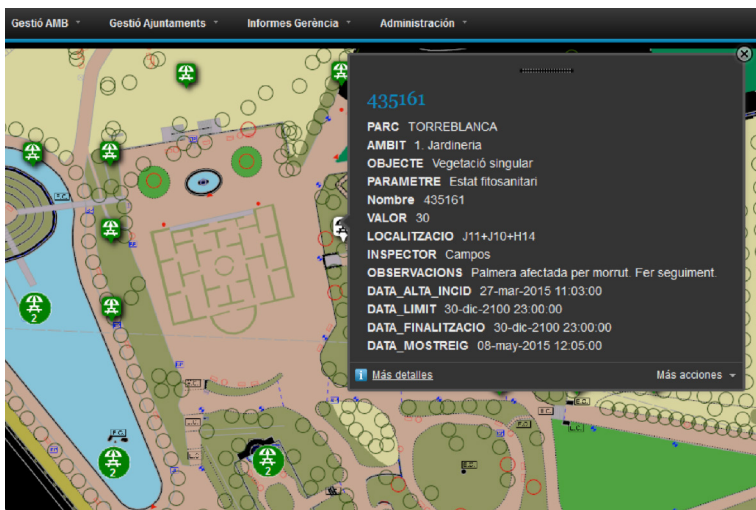 Gestió AMB Gestió Ajuntaments Informes Gerència Administración
435161
PARC TORREBLANCA
AMBIT 1. Jardineria
OBJECTE Vegetació singular
PARAMETRE Estat fitosanitari
Nombre 435161
VALOR 30
LOCALITZACIO J11+J10+H14
INSPECTOR Campos
OBSERVACIONS Palmera afectada per morrut. Fer seguiment.
DATA_ALTA_INCID 27-mar-2015 11:03:00
DATA_LIMIT 30-dic-2100 23:00:00
DATA_FINALITZACIO 30-dic-2100 23:00:00
DATA_MOSTREIG 08-may-2015 12:05:00
Más detalles Más acciones
2
2
2